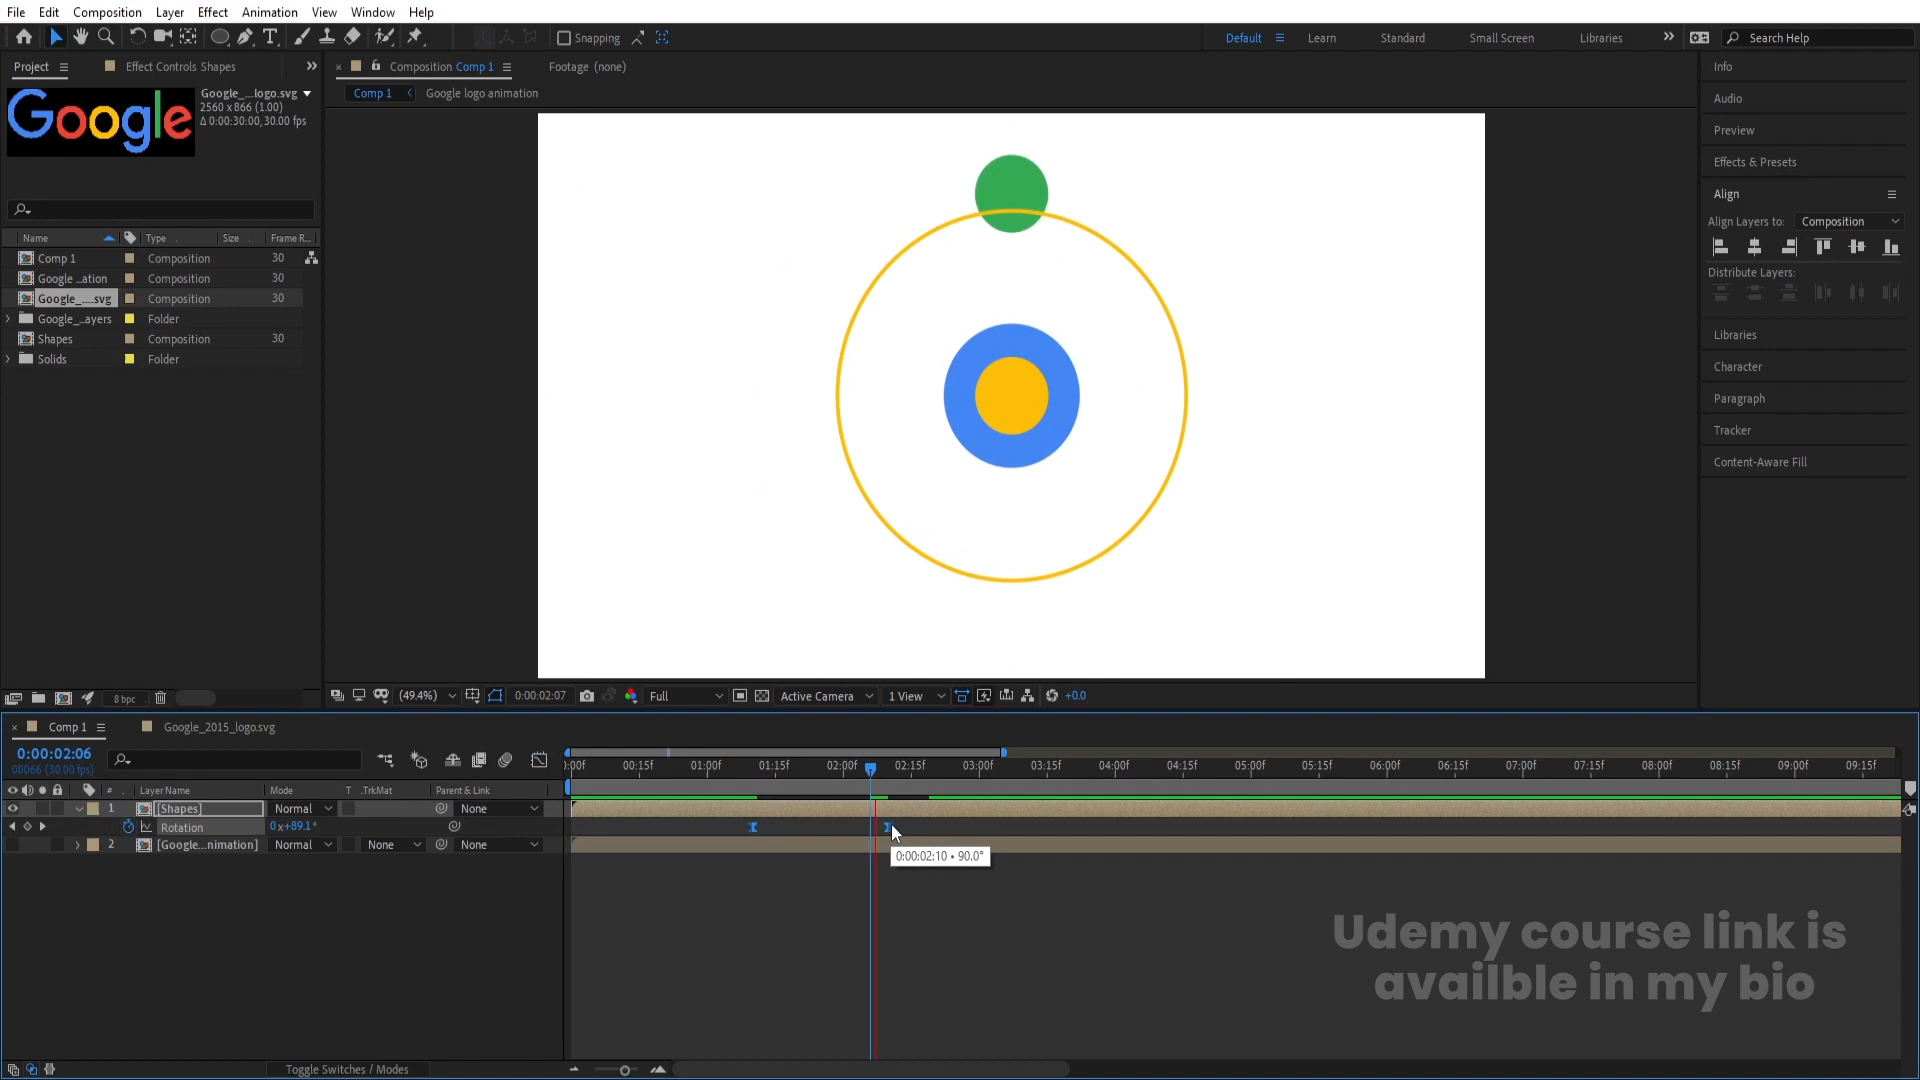 File Edit Composition Layer Effect Animation View Window Help
Snapping
Default Learn Standard Small Screen Libraries Search Help
Project Effect Controls Shapes
Composition Comp 1 Footage (none)
Comp 1 Google logo animation
Google
Google_...logo.svg
2560 x 866 (1.00)
Δ 0:00:30:00, 30.00 fps
Name Type Size Frame R...
Comp 1 Composition 30
Google ...ation Composition 30
Google_....svg Composition 30
Google_...ayers Folder
Shapes Composition 30
Solids Folder
8 bpc
Info
Audio
Preview
Effects & Presets
Align
Align Layers to: Composition
Distribute Layers:
Libraries
Character
Paragraph
Tracker
Content-Aware Fill
(49.4%) 0:00:02:07 Full Active Camera 1 View +0.0
Comp 1 Google_2015_logo.svg
0:00:02:06
00066 (30.00 fps)
:00f 00:15f 01:00f 01:15f 02:00f 02:15f 03:00f 03:15f 04:00f 04:15f 05:00f 05:15f 06:00f 06:15f 07:00f 07:15f 08:00f 08:15f 09:00f 09:15f
# Layer Name Mode T .TrkMat Parent & Link
1 [Shapes] Normal None
Rotation 0x+89.1°
2 [Google...nimation] Normal None None
0:00:02:10 • 90.0°
Udemy course link is
availble in my bio
Toggle Switches / Modes